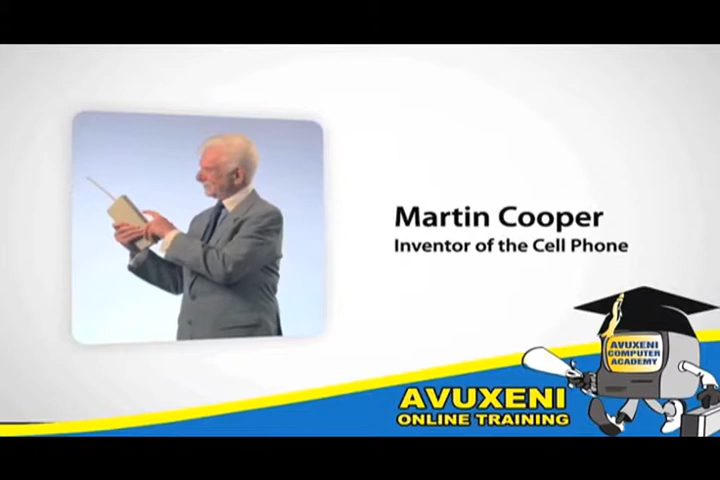 Martin Cooper
Inventor of the Cell Phone
AVUXENI
COMPUTER
ACADEMY
AVUXENI
ONLINE TRAINING